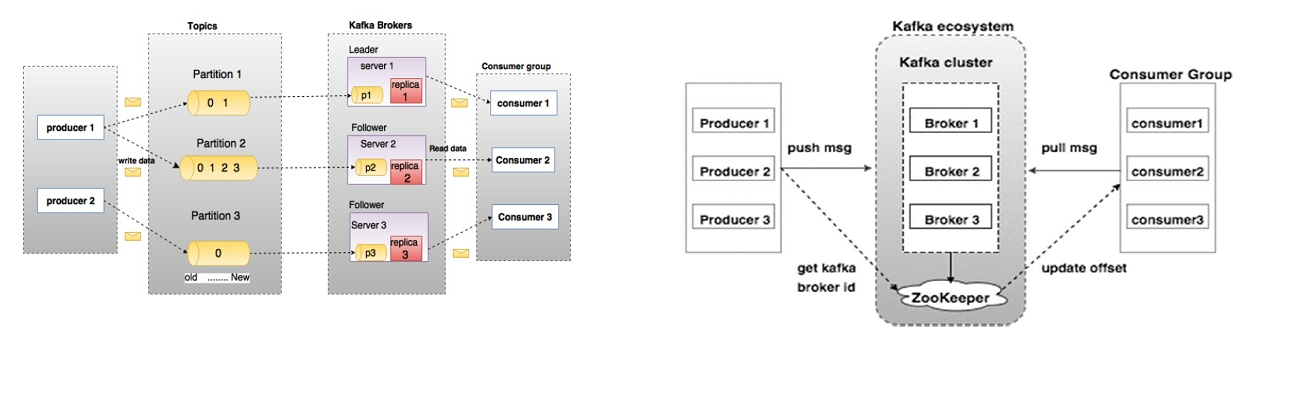 Topics
Kafka Brokers
Partition 1
0 1
Partition 2
0 1 2 3
Partition 3
0
old ........ New
producer 1
write data
producer 2
Leader
server 1
p1
replica
1
Follower
Server 2
p2
replica
2
Follower
Server 3
p3
replica
3
Read data
Consumer group
consumer 1
Consumer 2
Consumer 3
Kafka ecosystem
Kafka cluster
Broker 1
Broker 2
Broker 3
ZooKeeper
Producer 1
Producer 2
Producer 3
push msg
get kafka
broker id
pull msg
update offset
Consumer Group
consumer1
consumer2
consumer3